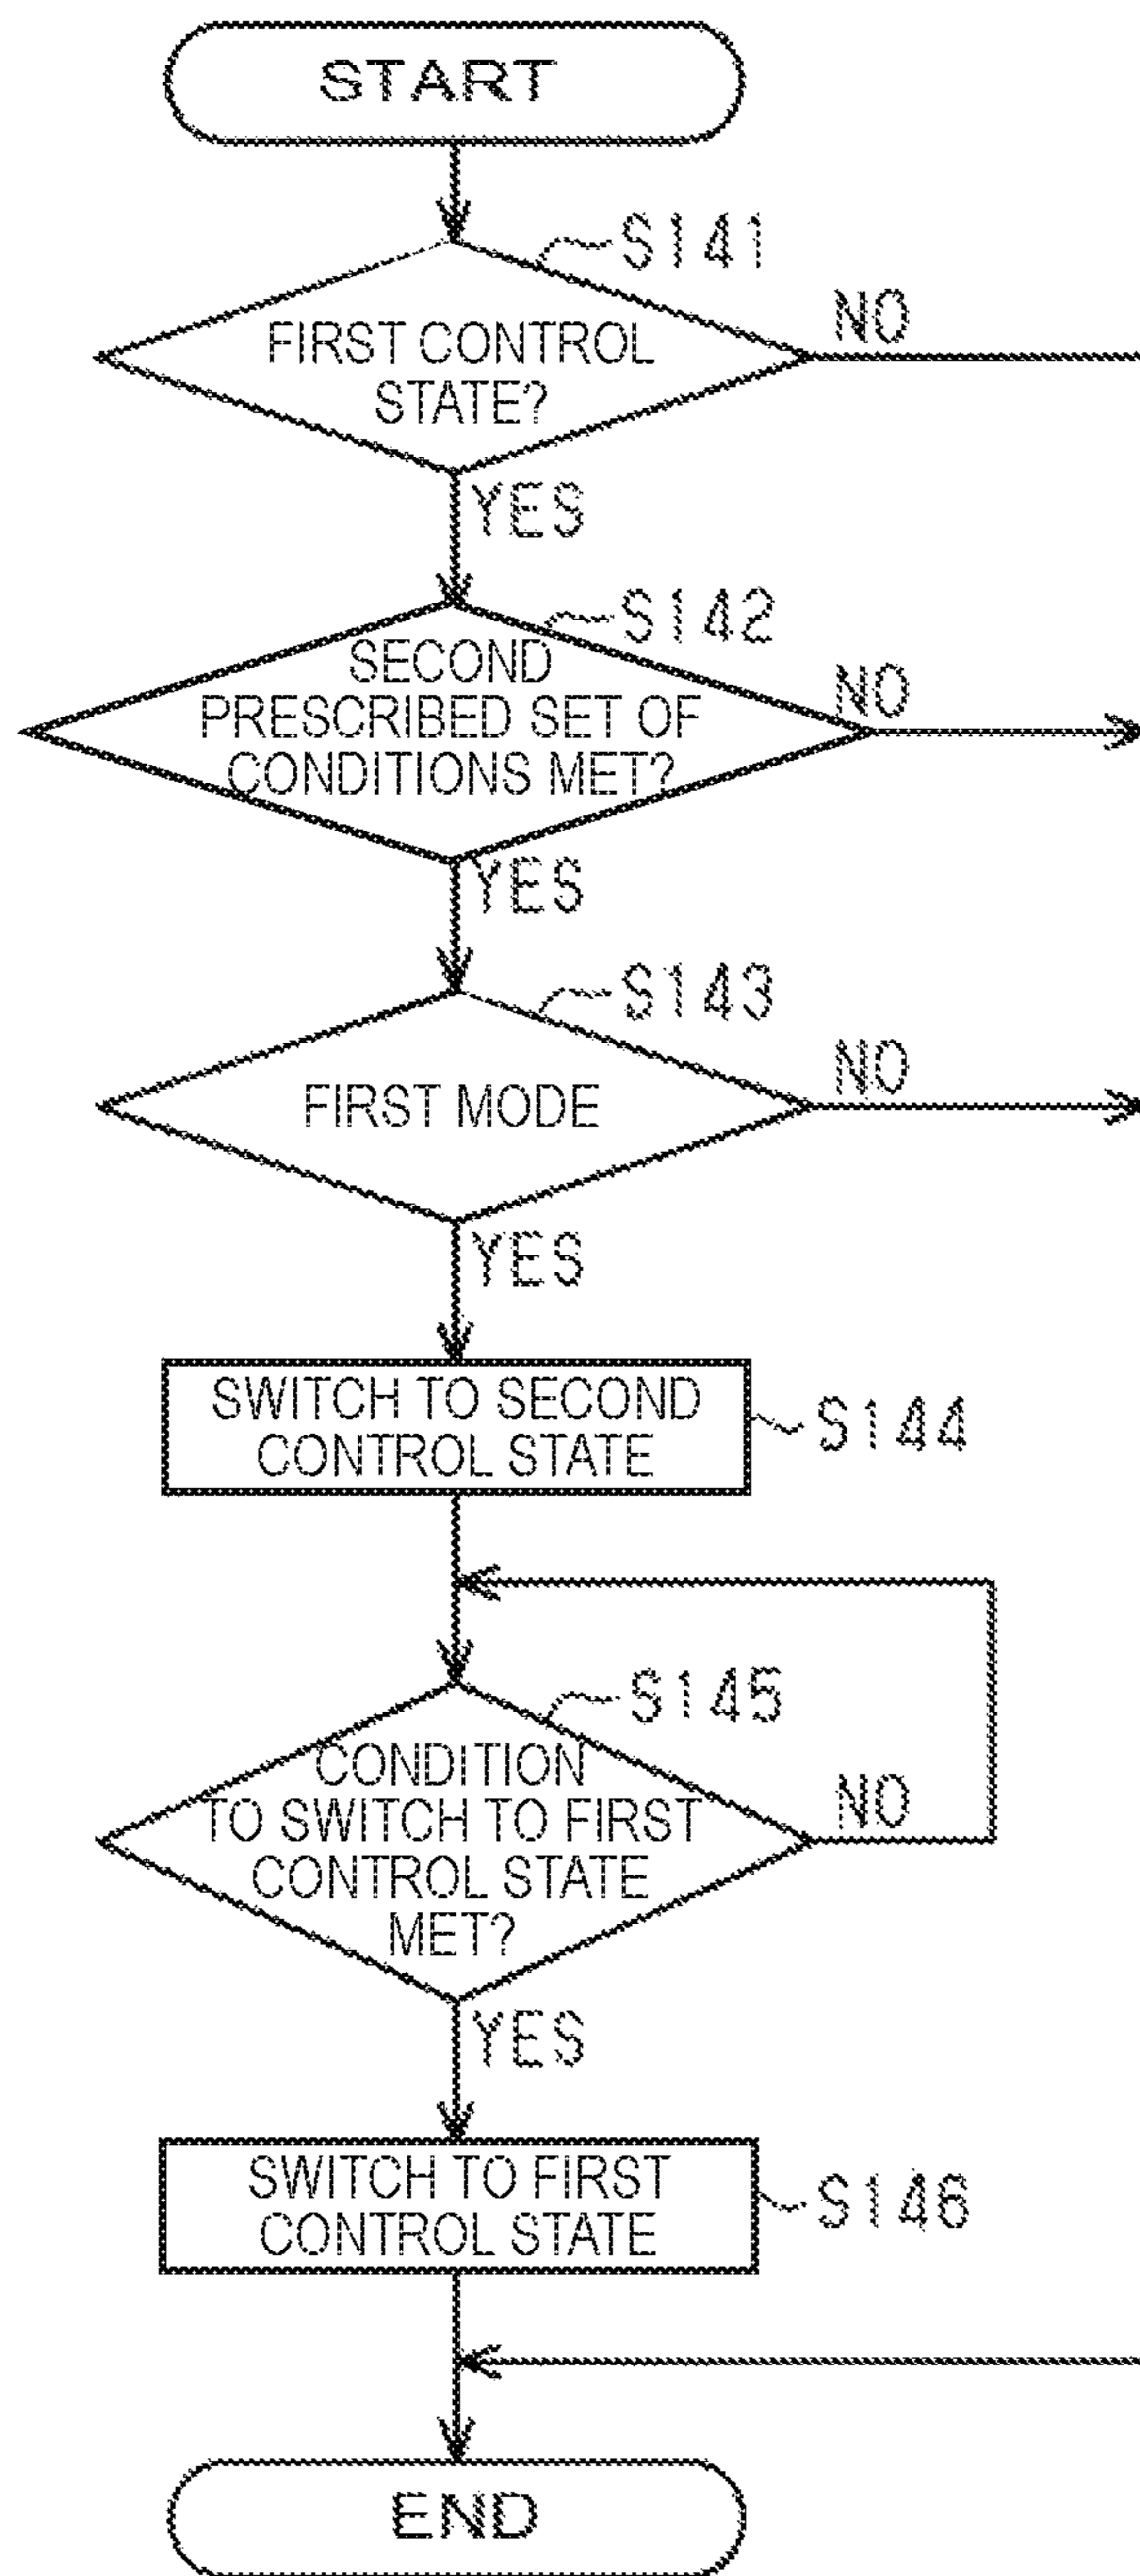 START
S141
FIRST CONTROL
STATE?
NO
YES
S142
SECOND
PRESCRIBED SET OF
CONDITIONS MET?
NO
YES
S143
FIRST MODE
NO
YES
SWITCH TO SECOND
CONTROL STATE
S144
S145
CONDITION
TO SWITCH TO FIRST
CONTROL STATE
MET?
NO
YES
SWITCH TO FIRST
CONTROL STATE
S146
END